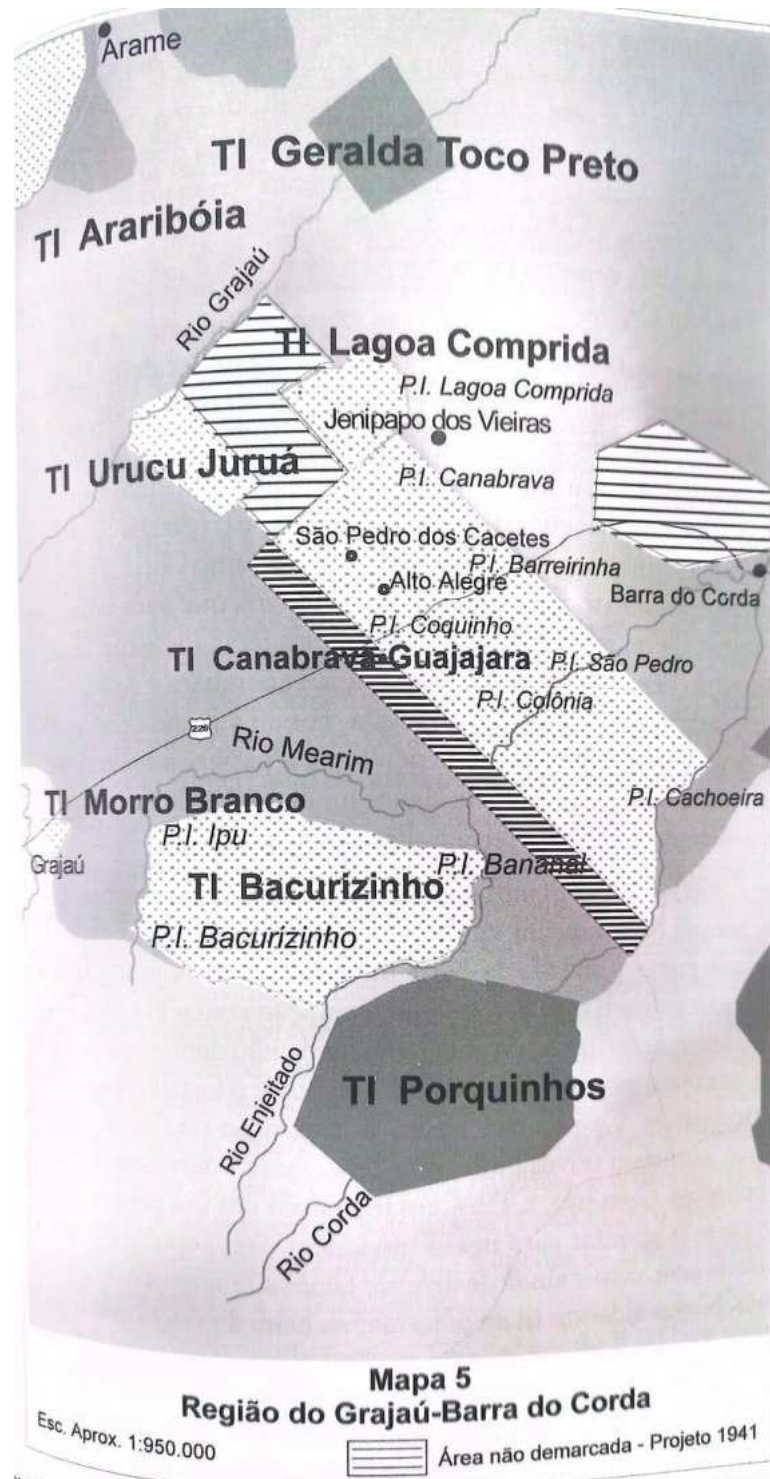 Arame
TI Geralda Toco Preto
TI Araribóia
Rio Grajaú
TI Lagoa Comprida
P.I. Lagoa Comprida
Jenipapo dos Vieiras
TI Urucu Juruá
P.I. Canabrava
São Pedro dos Cacetes
P.I. Barreirinha
Alto Alegre
Barra do Corda
P.I. Coquinho
TI Canabrava-Guajajara
P.I. São Pedro
P.I. Colônia
226
Rio Mearim
P.I. Cachoeira
TI Morro Branco
P.I. Ipu
Grajaú
P.I. Bananal
TI Bacurizinho
P.I. Bacurizinho
TI Porquinhos
Rio Enjeitado
Rio Corda
Mapa 5
Região do Grajaú-Barra do Corda
Esc. Aprox. 1:950.000
Área não demarcada - Projeto 1941